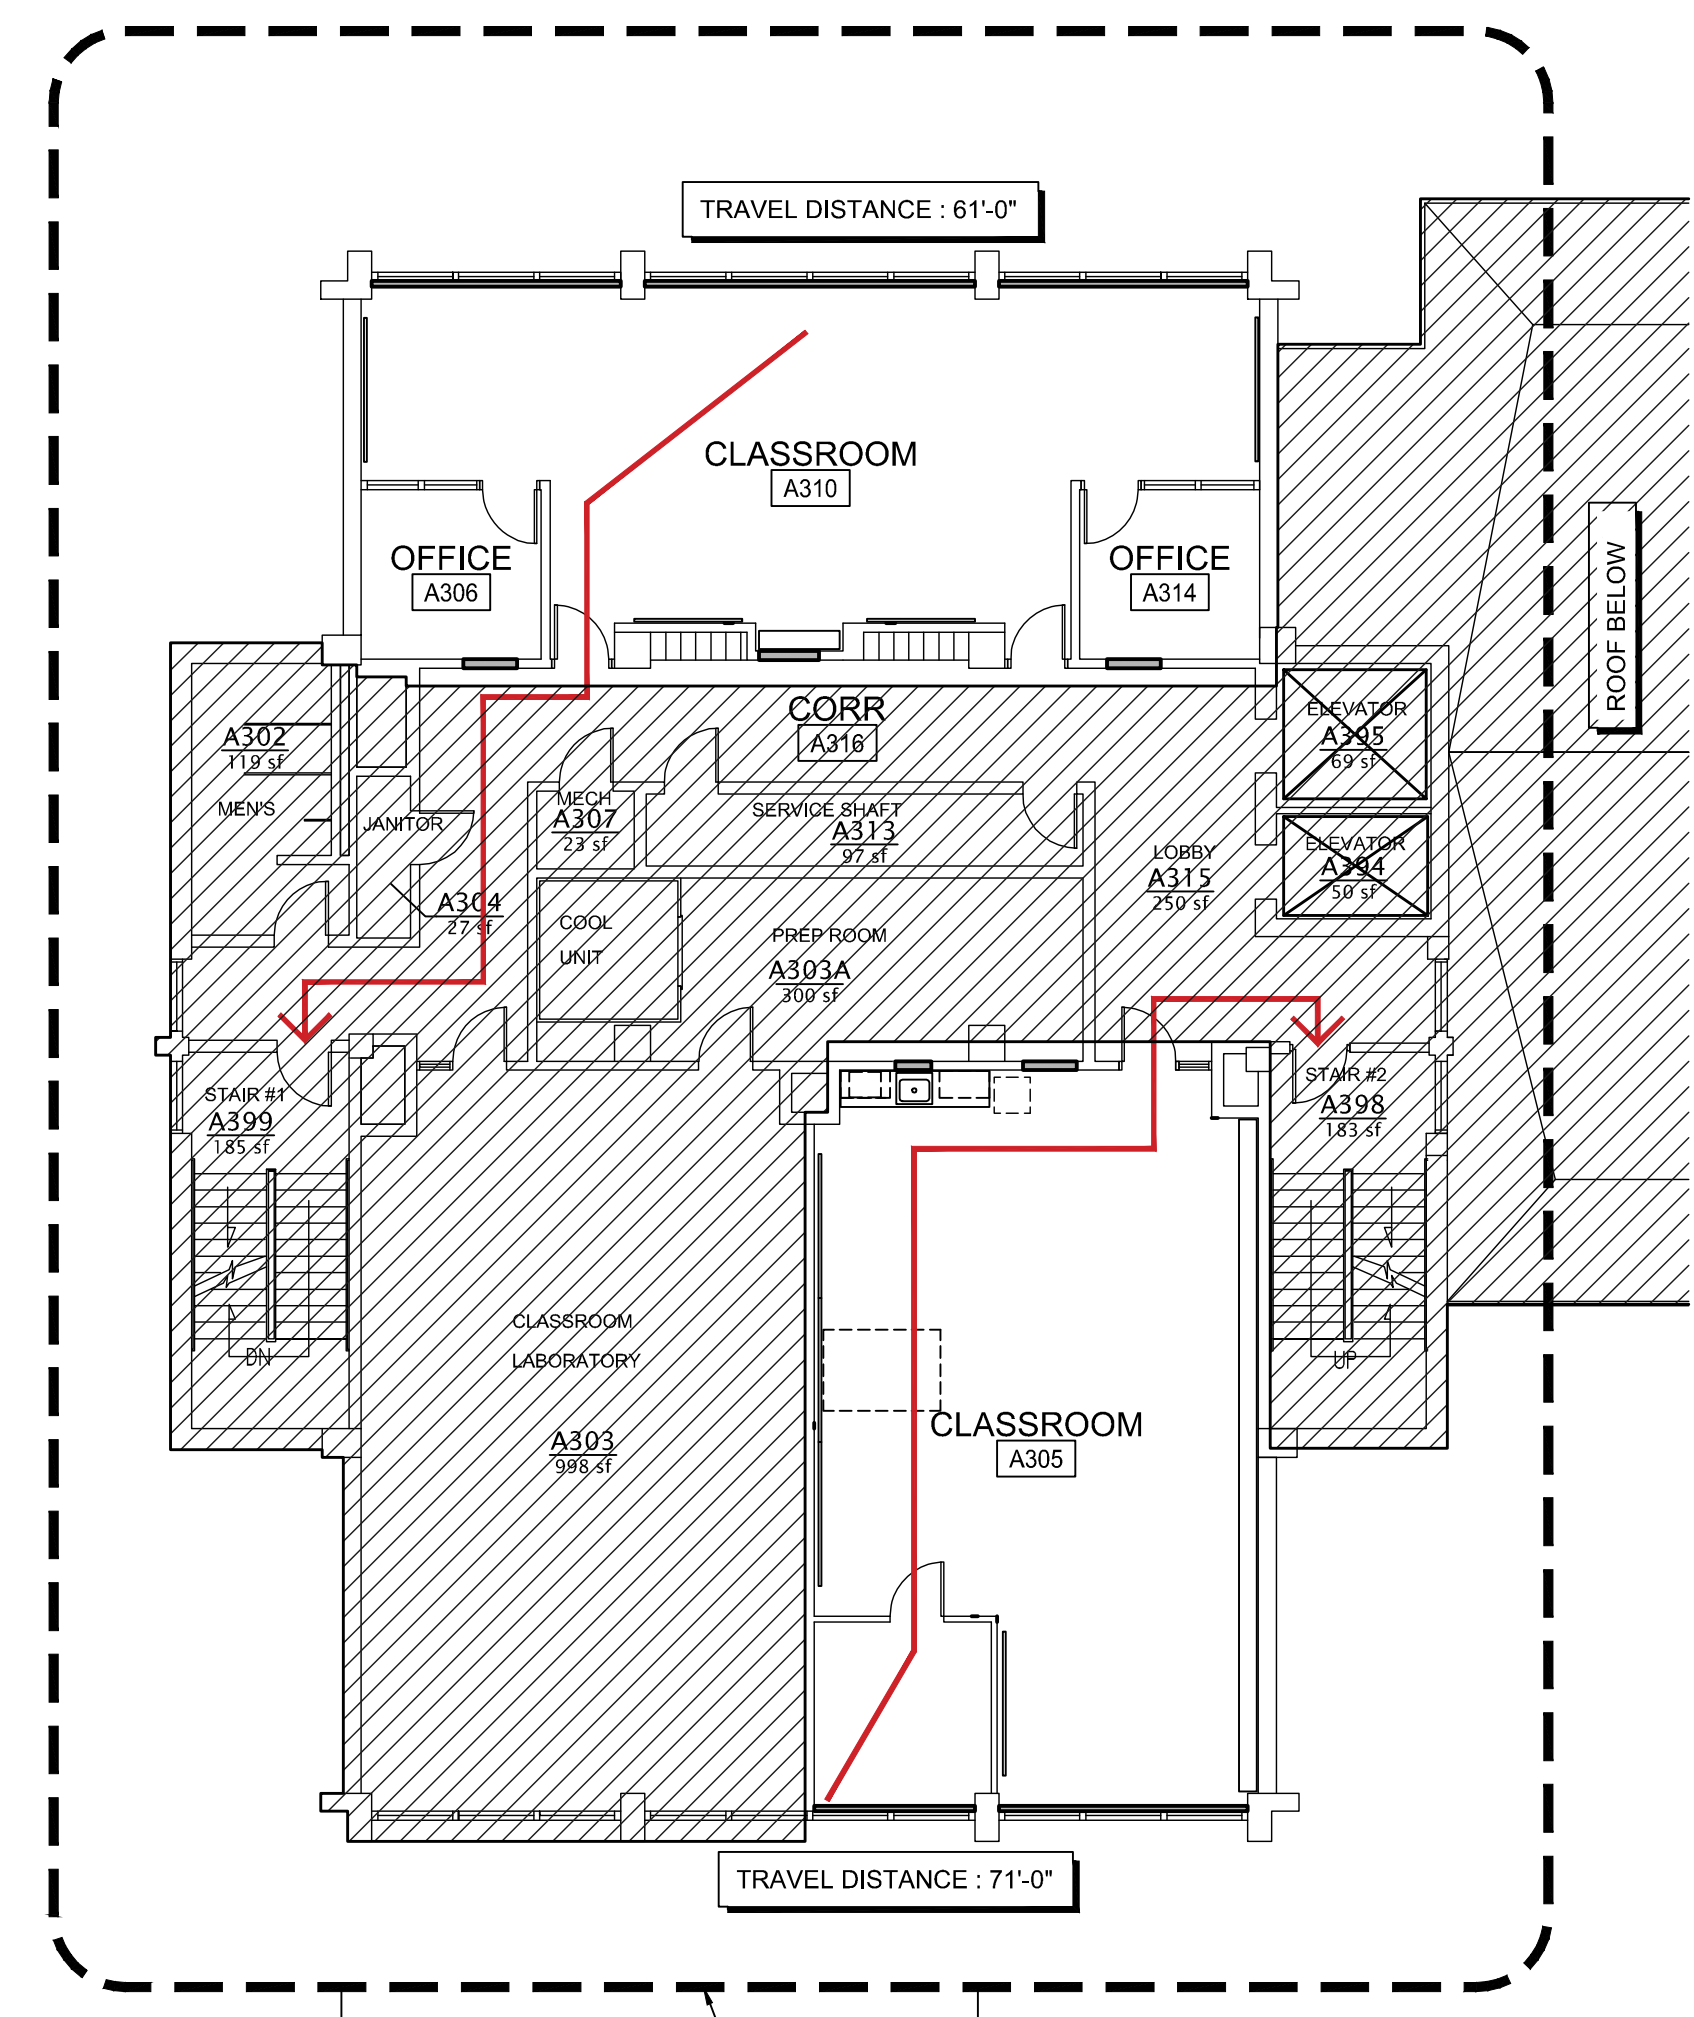 TRAVEL DISTANCE : 61'-0"
CLASSROOM
A310
OFFICE
A306
OFFICE
A314
ROOF BELOW
CORR
A316
ELEVATOR
A395
69 sf
A302
119 sf
MEN'S
JANITOR
MECH
A307
23 sf
SERVICE SHAFT
A313
97 sf
LOBBY
A315
250 sf
ELEVATOR
A394
50 sf
A304
27 sf
COOL
UNIT
PREP ROOM
A303A
300 sf
STAIR #1
A399
185 sf
STAIR #2
A398
183 sf
DN
UP
CLASSROOM
LABORATORY
A303
998 sf
CLASSROOM
A305
TRAVEL DISTANCE : 71'-0"